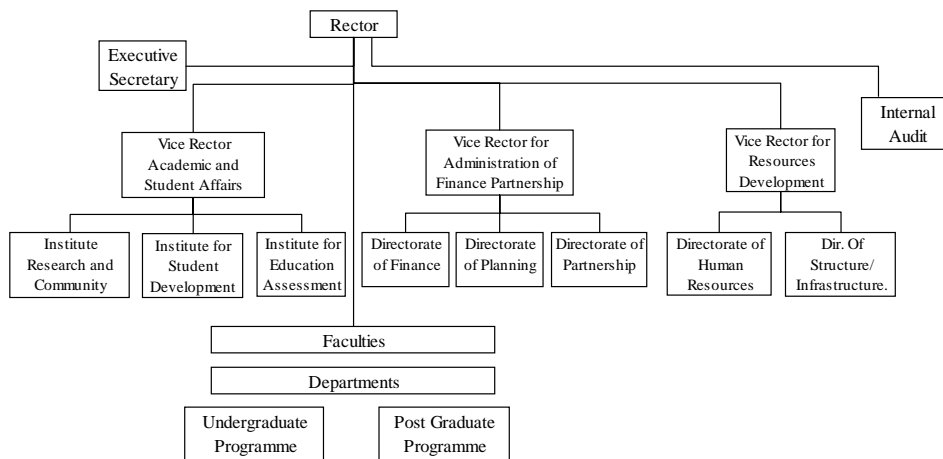 Rector
Executive
Secretary
Internal
Audit
Vice Rector
Academic and
Student Affairs
Vice Rector for
Administration of
Finance Partnership
Vice Rector for
Resources
Development
Institute
Research and
Community
Institute for
Student
Development
Institute for
Education
Assessment
Directorate
of Finance
Directorate
of Planning
Directorate of
Partnership
Directorate of
Human
Resources
Dir. Of
Structure/
Infrastructure.
Faculties
Departments
Undergraduate
Programme
Post Graduate
Programme